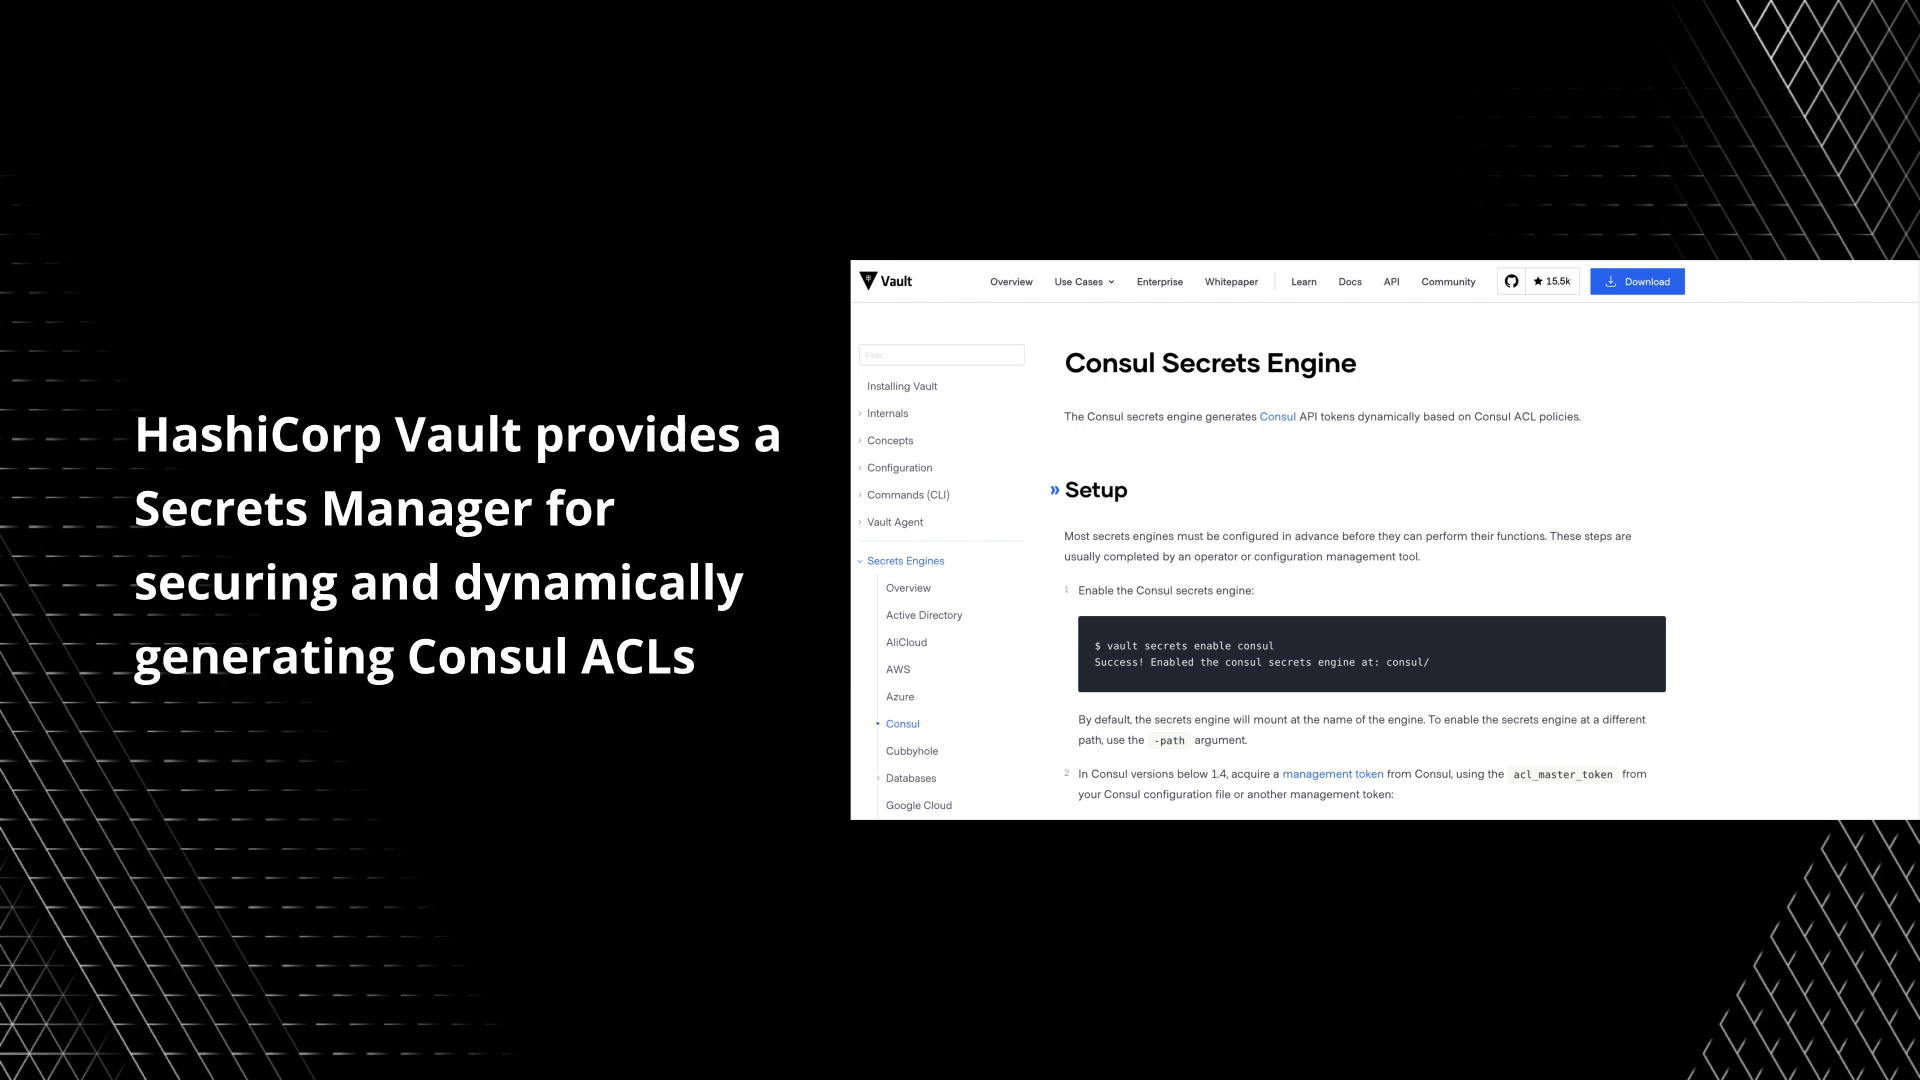 HashiCorp Vault provides a
Secrets Manager for
securing and dynamically
generating Consul ACLs
Vault
Overview
Use Cases
Enterprise
Whitepaper
Learn
Docs
API
Community
15.5k
Download
Filter...
Installing Vault
Internals
Concepts
Configuration
Commands (CLI)
Vault Agent
Secrets Engines
Overview
Active Directory
AliCloud
AWS
Azure
Consul
Cubbyhole
Databases
Google Cloud
Consul Secrets Engine
The Consul secrets engine generates Consul API tokens dynamically based on Consul ACL policies.
» Setup
Most secrets engines must be configured in advance before they can perform their functions. These steps are
usually completed by an operator or configuration management tool.
1 Enable the Consul secrets engine:
$ vault secrets enable consul
Success! Enabled the consul secrets engine at: consul/
By default, the secrets engine will mount at the name of the engine. To enable the secrets engine at a different
path, use the -path argument.
2 In Consul versions below 1.4, acquire a management token from Consul, using the acl_master_token from
your Consul configuration file or another management token: